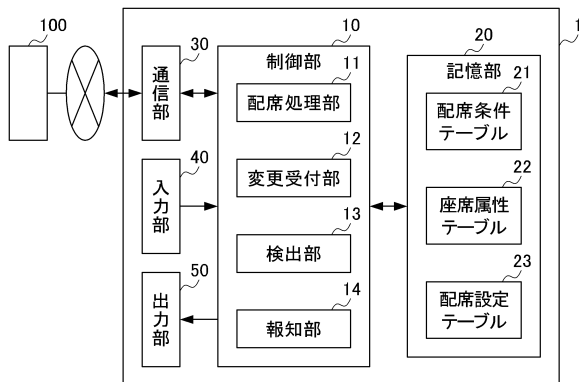 100
30
通信部
40
入力部
50
出力部
10
制御部
11
配席処理部
12
変更受付部
13
検出部
14
報知部
20
記憶部
21
配席条件
テーブル
22
座席属性
テーブル
23
配席設定
テーブル
1